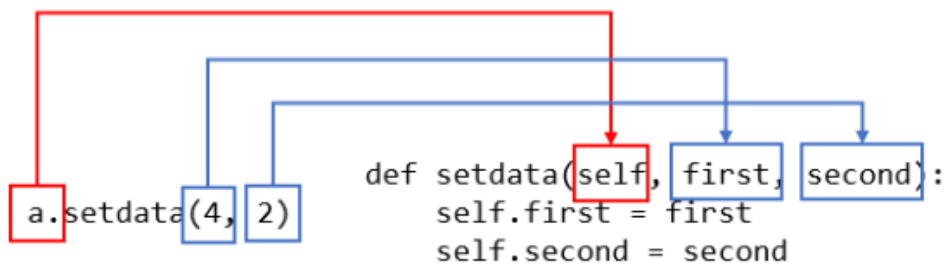 def setdata(self, first, second):
a.setdata(4, 2)
self.first = first
self.second = second